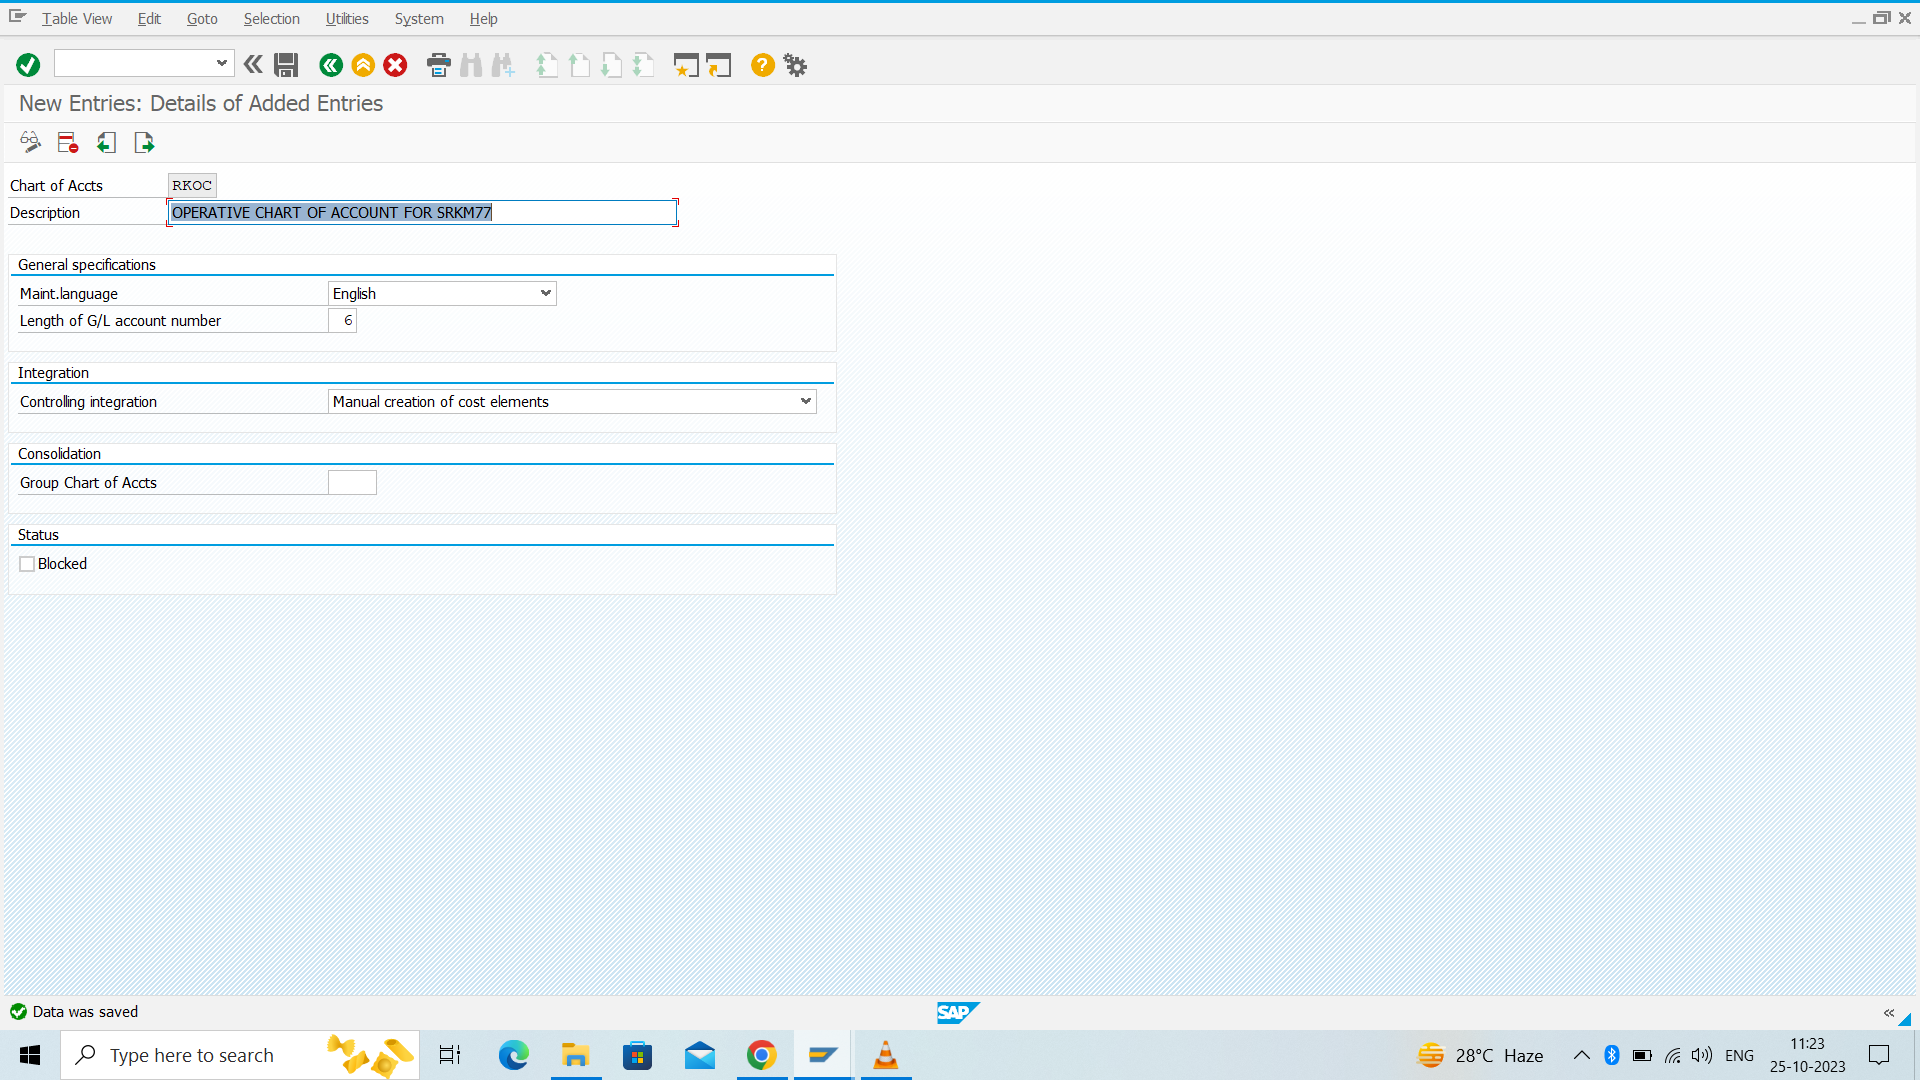 Table View Edit Goto Selection Utilities System Help
New Entries: Details of Added Entries
Chart of Accts RKOC
Description OPERATIVE CHART OF ACCOUNT FOR SRKM77
General specifications
Maint.language English
Length of G/L account number 6
Integration
Controlling integration Manual creation of cost elements
Consolidation
Group Chart of Accts
Status
Blocked
Data was saved SAP
Type here to search 28°C Haze ENG 11:23
25-10-2023